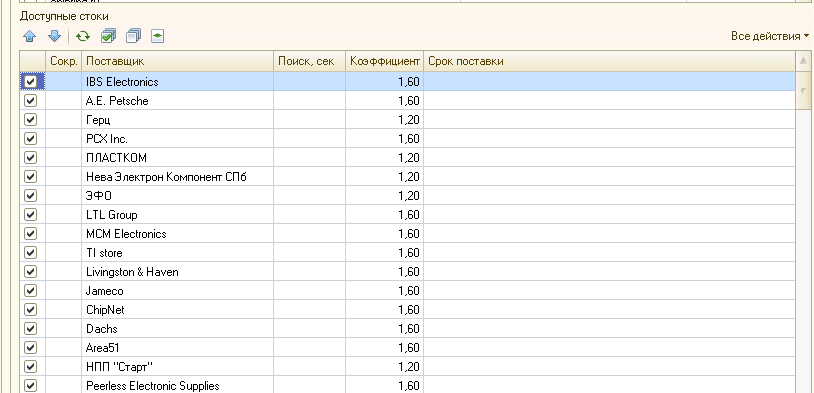 Доступные стоки
Все действия
Сокр. Поставщик Поиск, сек Коэффициент Срок поставки
IBS Electronics 1,60
A.E. Petsche 1,60
Герц 1,20
PCX Inc. 1,60
ПЛАСТКОМ 1,20
Нева Электрон Компонент СПб 1,20
ЭФО 1,20
LTL Group 1,60
MCM Electronics 1,60
TI store 1,60
Livingston & Haven 1,60
Jameco 1,60
ChipNet 1,60
Dachs 1,60
Area51 1,60
НПП "Старт" 1,20
Peerless Electronic Supplies 1,60